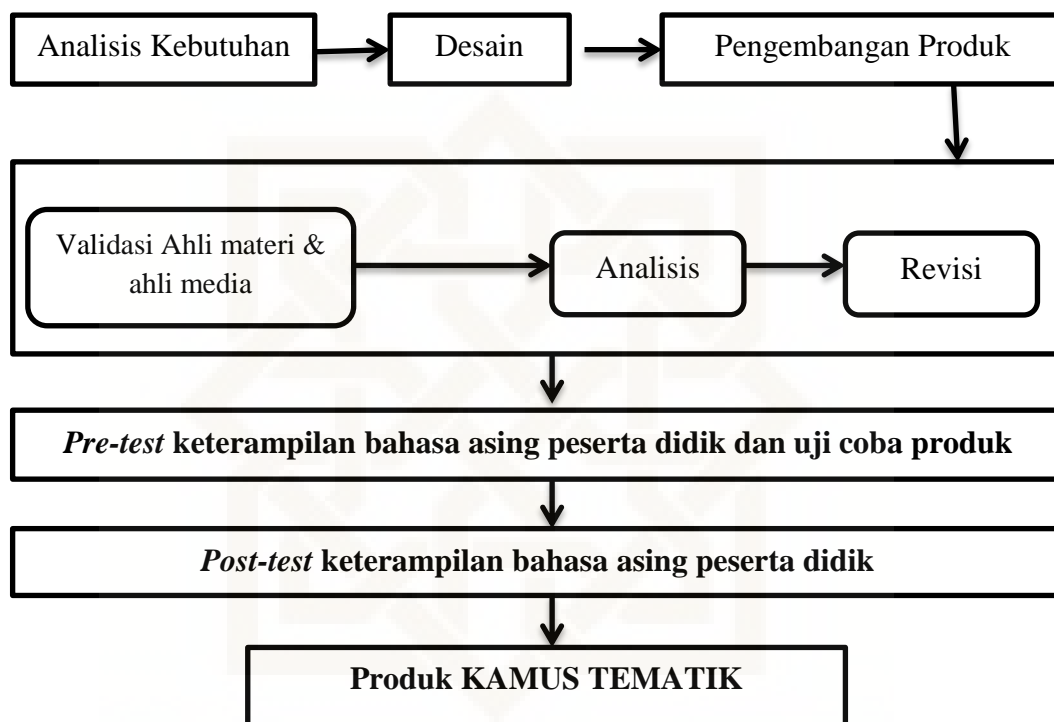 Analisis Kebutuhan
Desain
Pengembangan Produk
Validasi Ahli materi &
ahli media
Analisis
Revisi
Pre-test keterampilan bahasa asing peserta didik dan uji coba produk
Post-test keterampilan bahasa asing peserta didik
Produk KAMUS TEMATIK